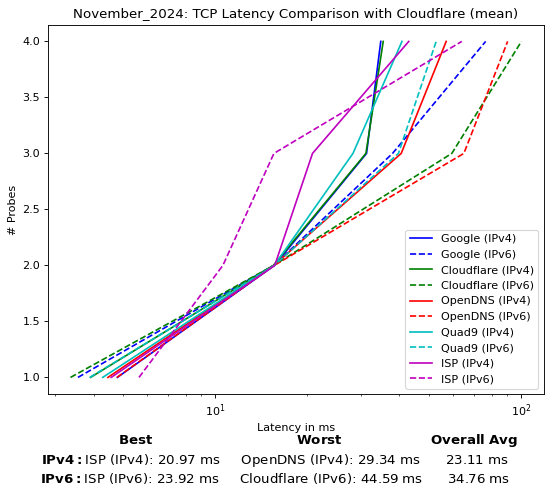 November_2024: TCP Latency Comparison with Cloudflare (mean)
4.0
3.5
3.0
2.5
2.0
1.5
1.0
# Probes
Google (IPv4)
Google (IPv6)
Cloudflare (IPv4)
Cloudflare (IPv6)
OpenDNS (IPv4)
OpenDNS (IPv6)
Quad9 (IPv4)
Quad9 (IPv6)
ISP (IPv4)
ISP (IPv6)
10¹ 10²
Latency in ms
Best Worst Overall Avg
IPv4: ISP (IPv4): 20.97 ms OpenDNS (IPv4): 29.34 ms 23.11 ms
IPv6: ISP (IPv6): 23.92 ms Cloudflare (IPv6): 44.59 ms 34.76 ms